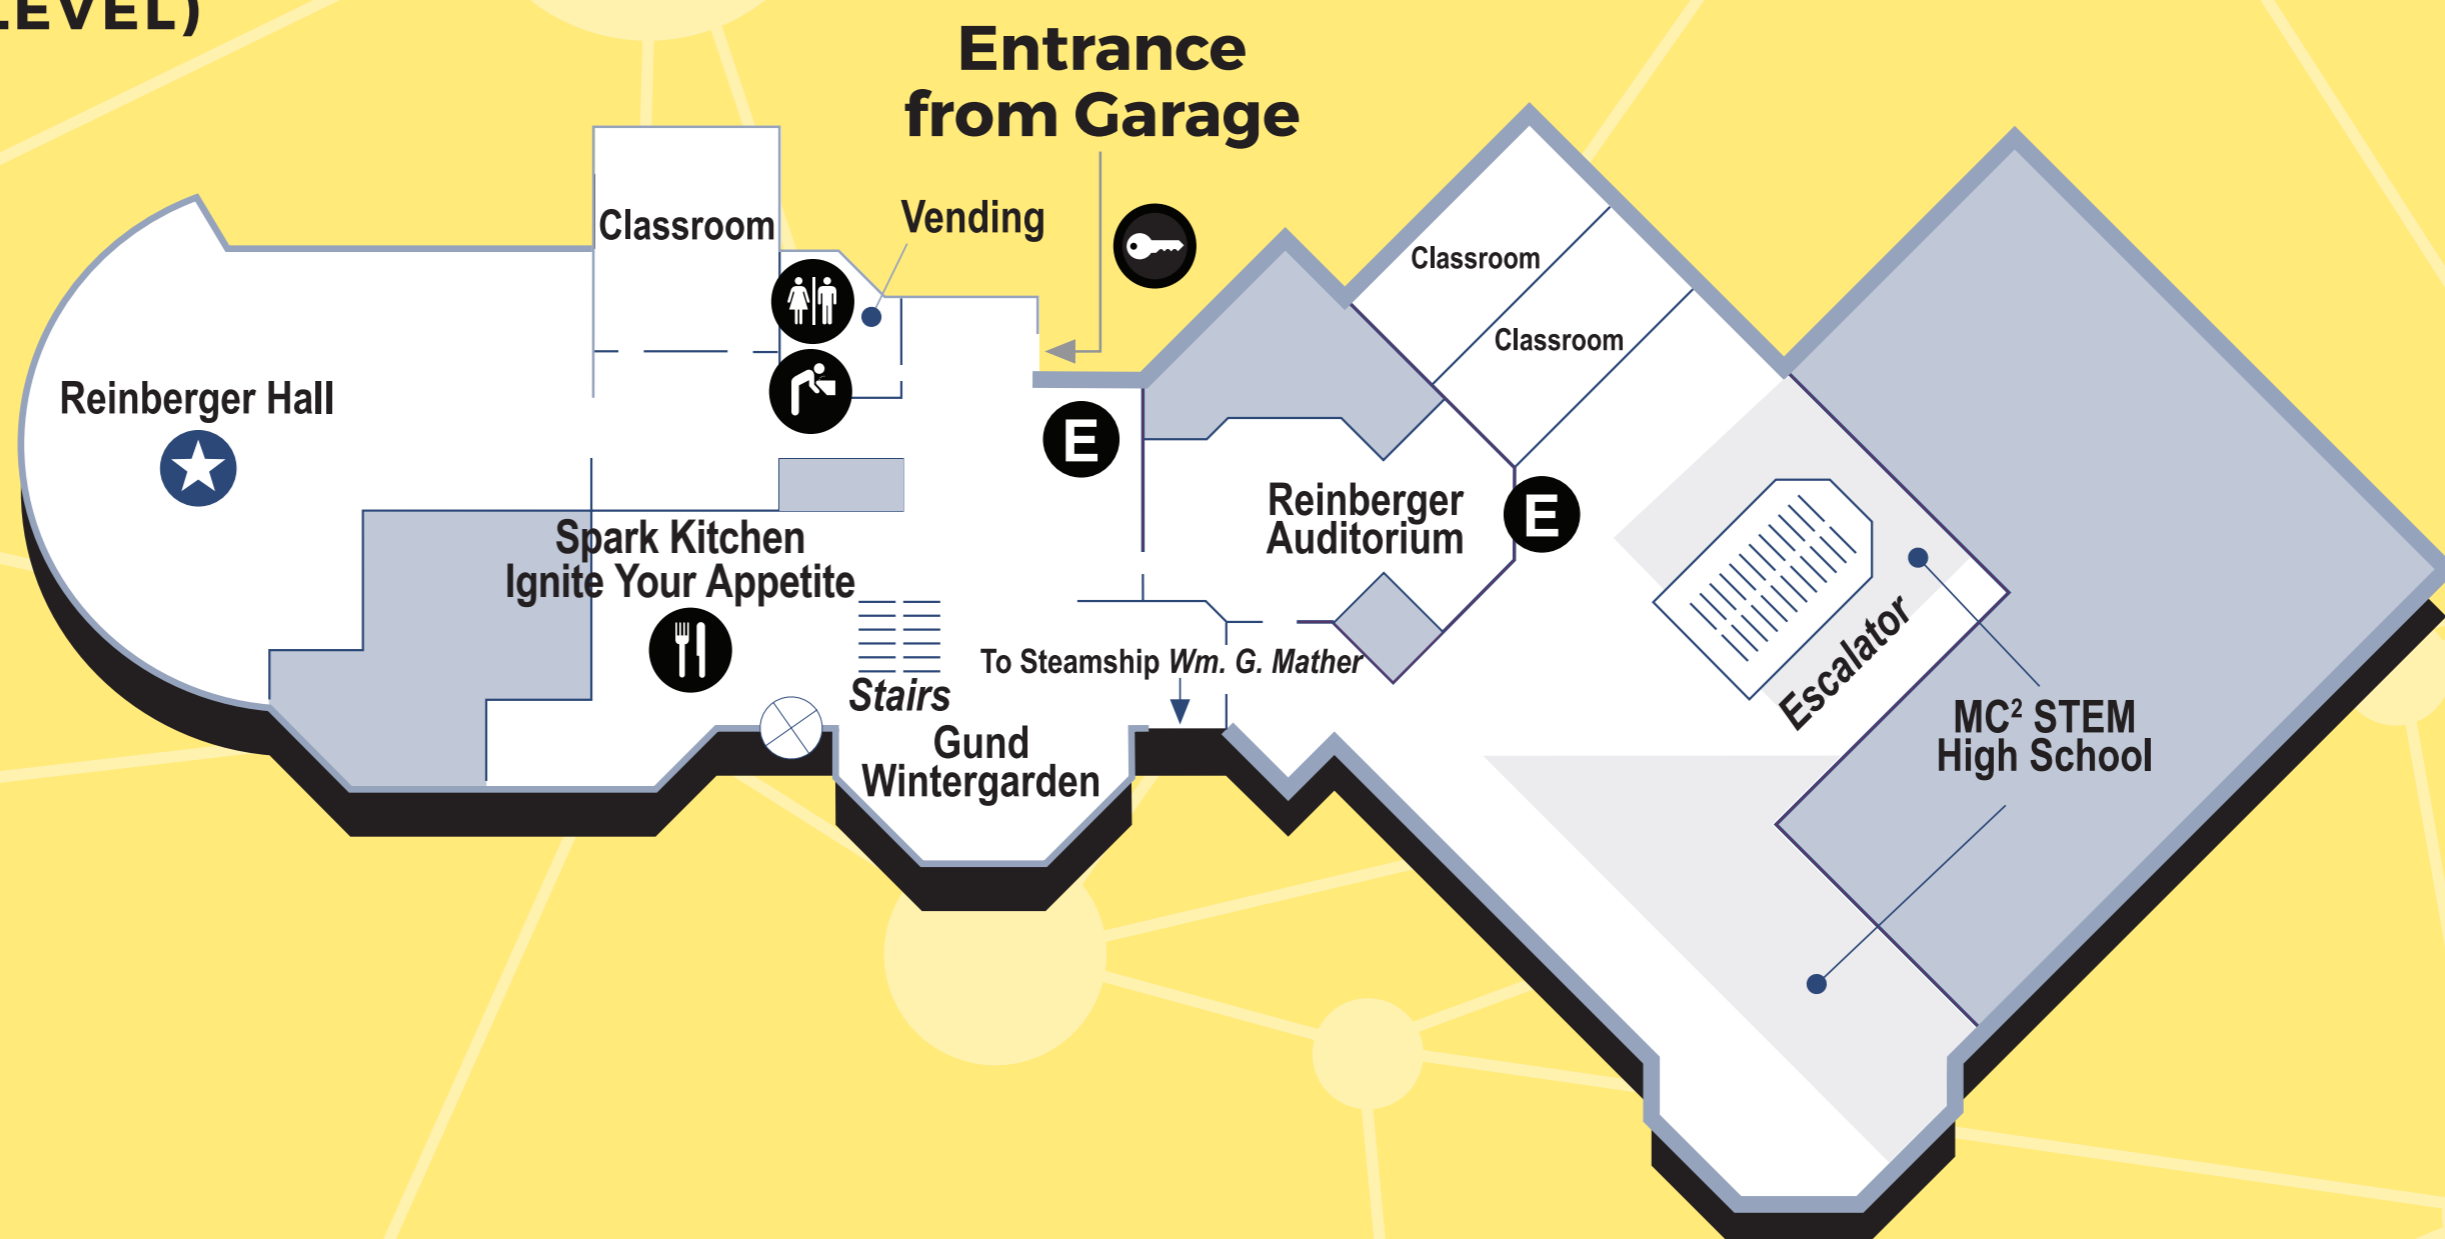 LEVEL)
Entrance
from Garage
Vending
Classroom
Classroom
Classroom
Reinberger Hall
E
E
Reinberger
Auditorium
Spark Kitchen
Ignite Your Appetite
Escalator
To Steamship Wm. G. Mather
Stairs
Gund
Wintergarden
MC² STEM
High School